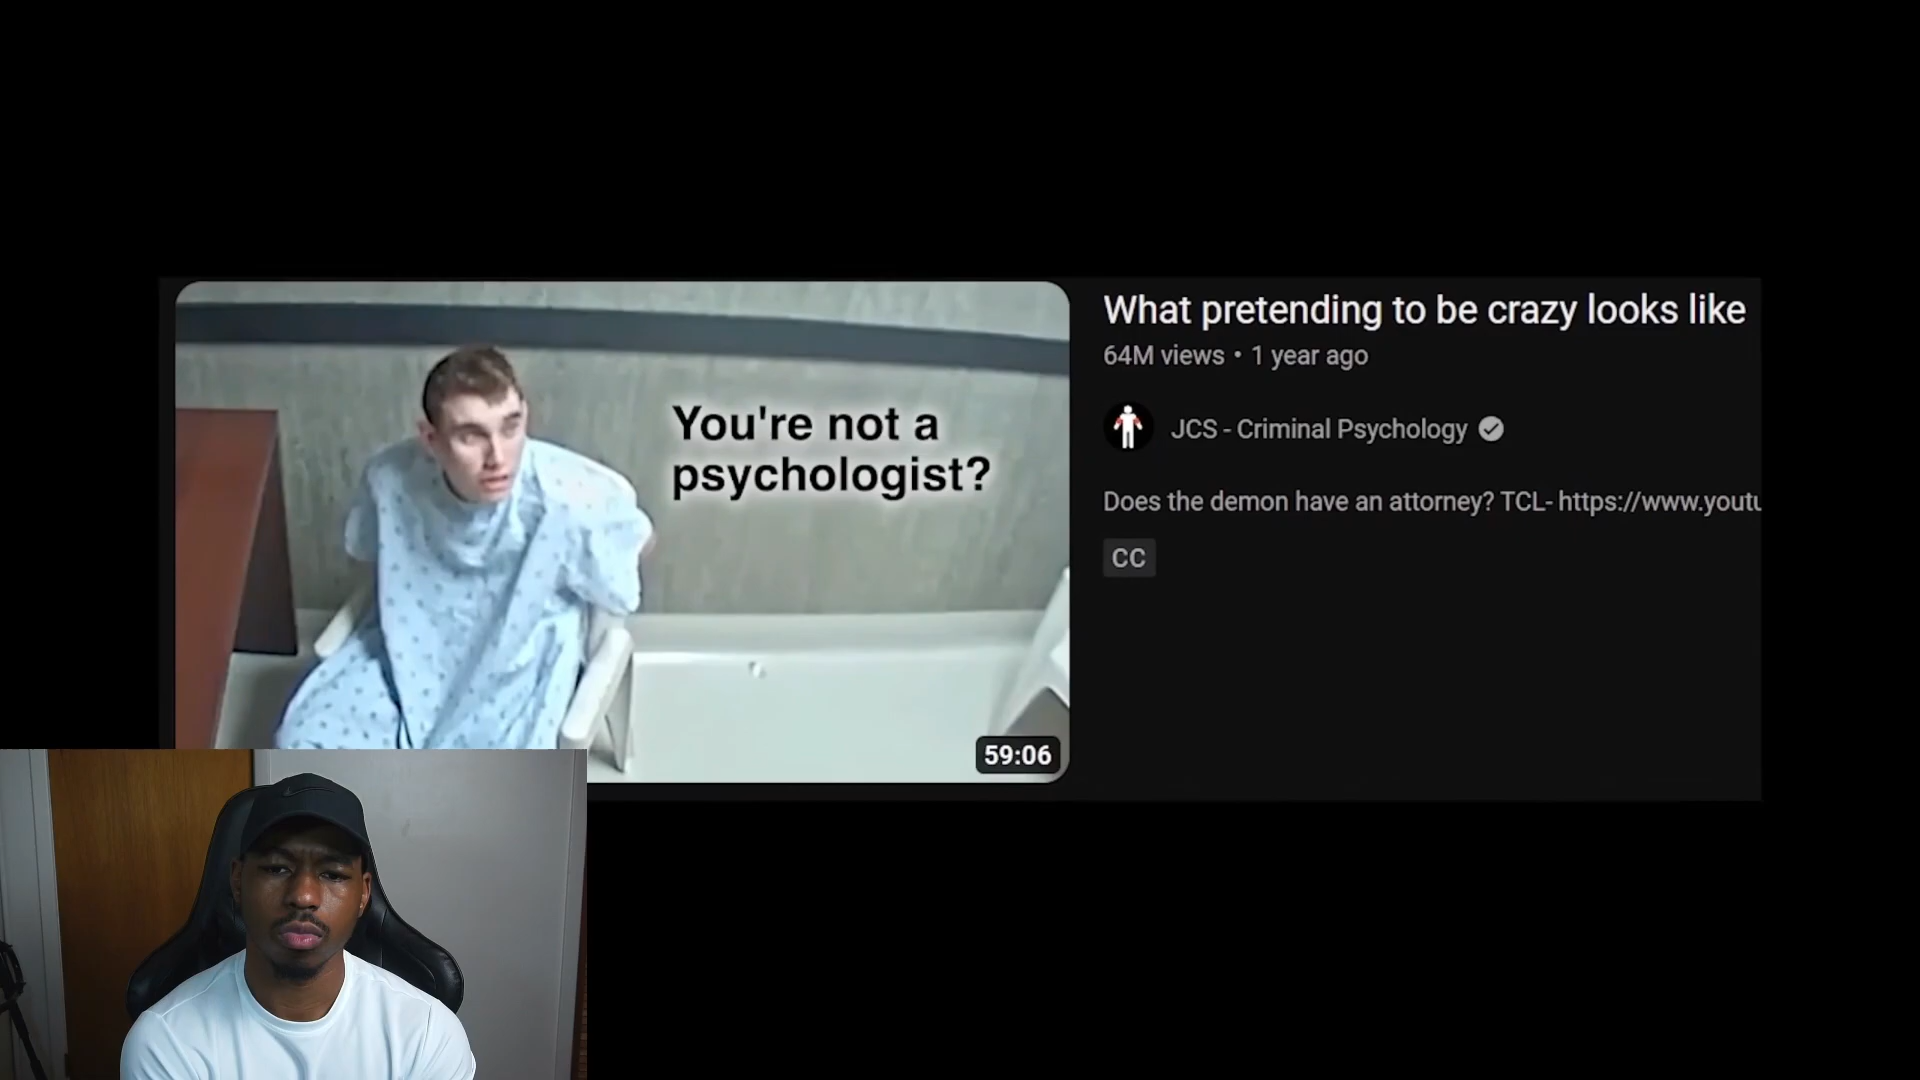 You're not a
psychologist?
59:06
What pretending to be crazy looks like
64M views • 1 year ago
JCS - Criminal Psychology
Does the demon have an attorney? TCL- https://www.youtu
CC